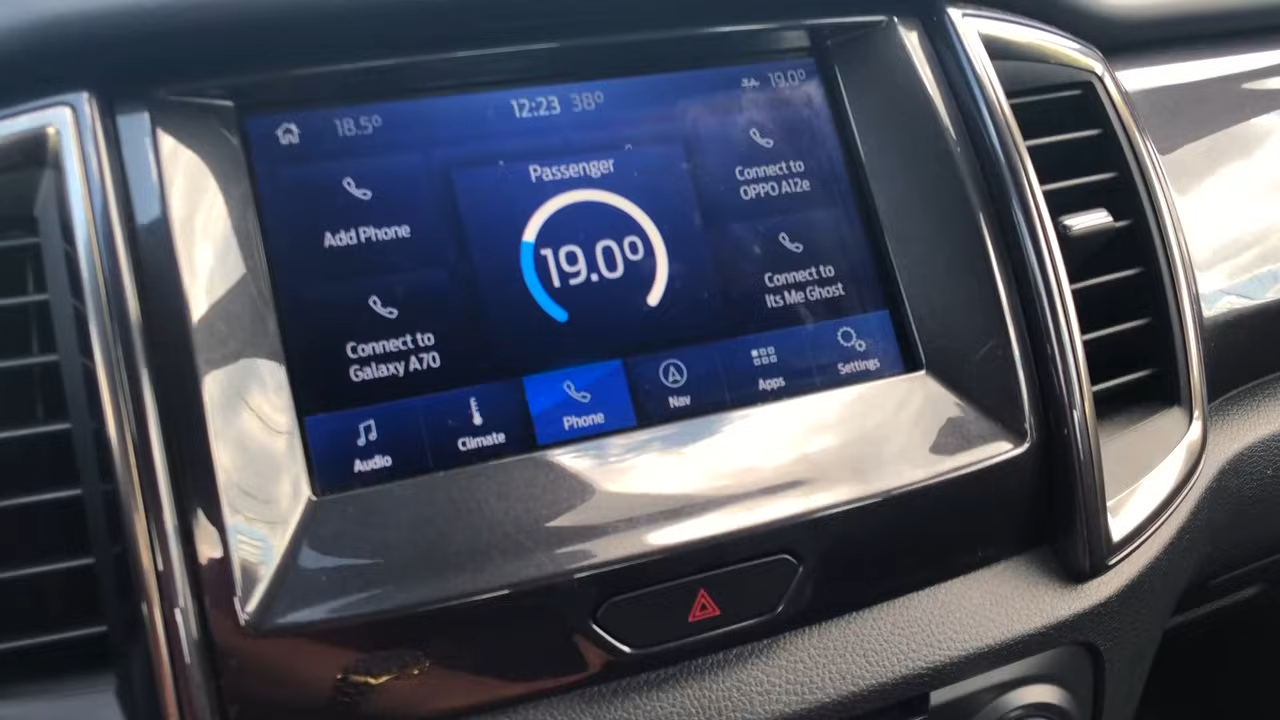 18.5°
12:23 38°
19.0°
Add Phone
Passenger
19.0°
Connect to
OPPO A12e
Connect to
Galaxy A70
Connect to
Its Me Ghost
Audio
Climate
Phone
Nav
Apps
Settings